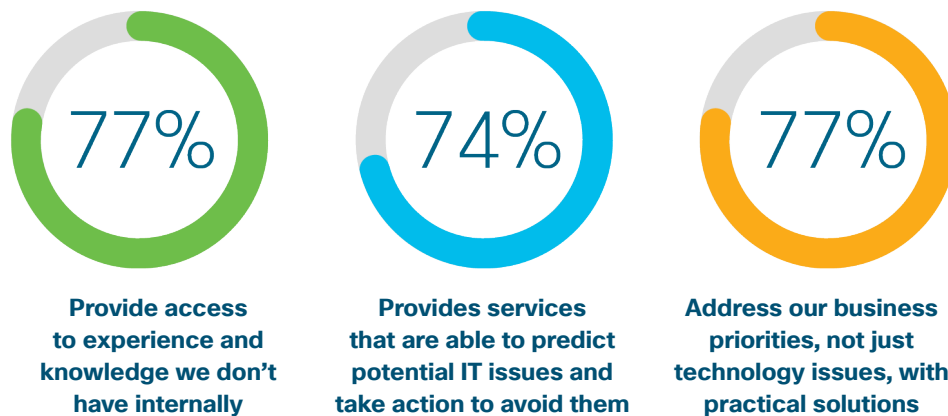 77%
Provide access
to experience and
knowledge we don't
have internally
74%
Provides services
that are able to predict
potential IT issues and
take action to avoid them
77%
Address our business
priorities, not just
technology issues, with
practical solutions